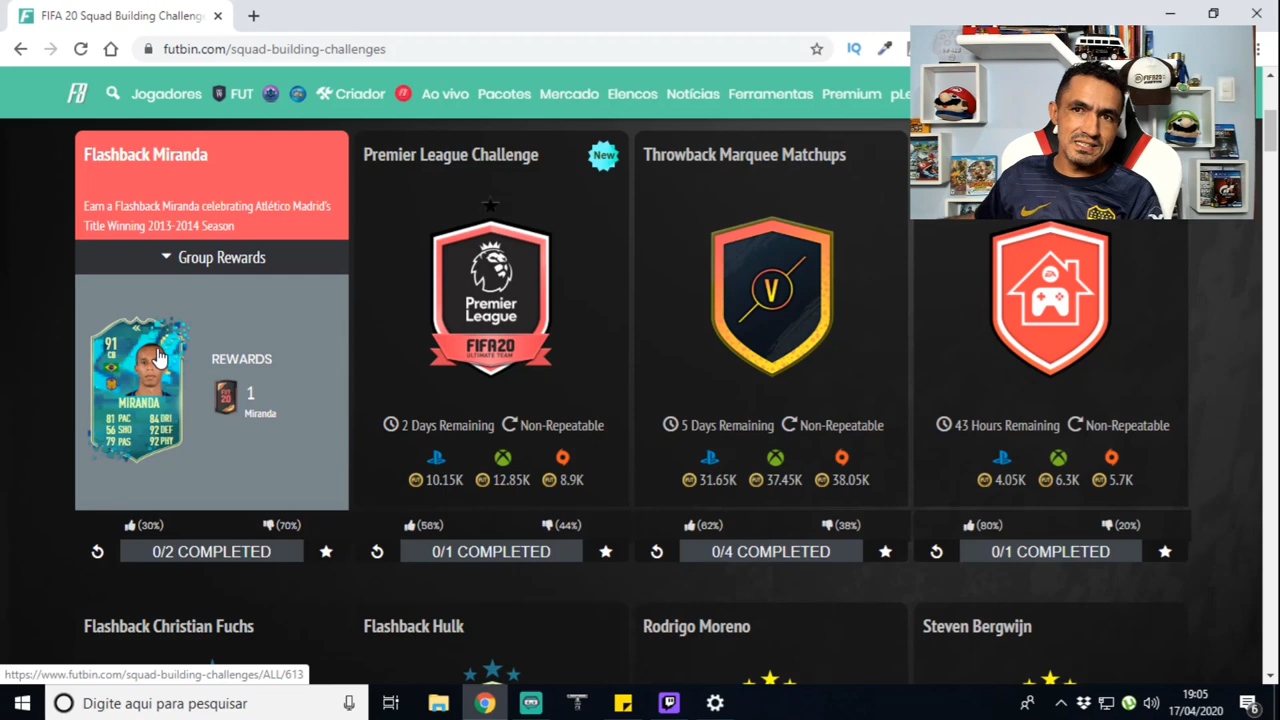 FIFA 20 Squad Building Challeng
futbin.com/squad-building-challenges
IQ
F8
Jogadores
FUT
Criador
Ao vivo
Pacotes
Mercado
Elencos
Notícias
Ferramentas
Premium
Flashback Miranda
Earn a Flashback Miranda celebrating Atlético Madrid's
Title Winning 2013-2014 Season
Group Rewards
91
CB
MIRANDA
81 PAC 84 DRI
56 SHO 92 DEF
79 PAS 92 PHY
REWARDS
FUT
20
1
Miranda
(30%)
(70%)
0/2 COMPLETED
Premier League Challenge
New
Premier
League
FIFA20
ULTIMATE TEAM
2 Days Remaining
Non-Repeatable
10.15K
12.85K
8.9K
(56%)
(44%)
0/1 COMPLETED
Throwback Marquee Matchups
V
5 Days Remaining
Non-Repeatable
31.65K
37.45K
38.05K
(62%)
(38%)
0/4 COMPLETED
EA
43 Hours Remaining
Non-Repeatable
4.05K
6.3K
5.7K
(80%)
(20%)
0/1 COMPLETED
Flashback Christian Fuchs
Flashback Hulk
Rodrigo Moreno
Steven Bergwijn
https://www.futbin.com/squad-building-challenges/ALL/613
Digite aqui para pesquisar
19:05
17/04/2020
6